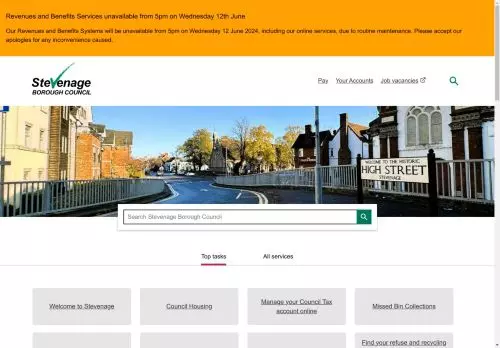 Revenues and Benefits Services unavailable from 5pm on Wednesday 12th June
Our Revenues and Benefits Systems will be unavailable from 5pm on Wednesday 12 June 2024, including our online services, due to routine maintenance. Please accept our
apologies for any inconvenience caused.
Stevenage
BOROUGH COUNCIL
Pay
Your Accounts
Job vacancies
WELCOME TO THE HISTORIC
HIGH STREET
STEVENAGE
Search Stevenage Borough Council
Top tasks
All services
Welcome to Stevenage
Council Housing
Manage your Council Tax
account online
Missed Bin Collections
Find your refuse and recycling